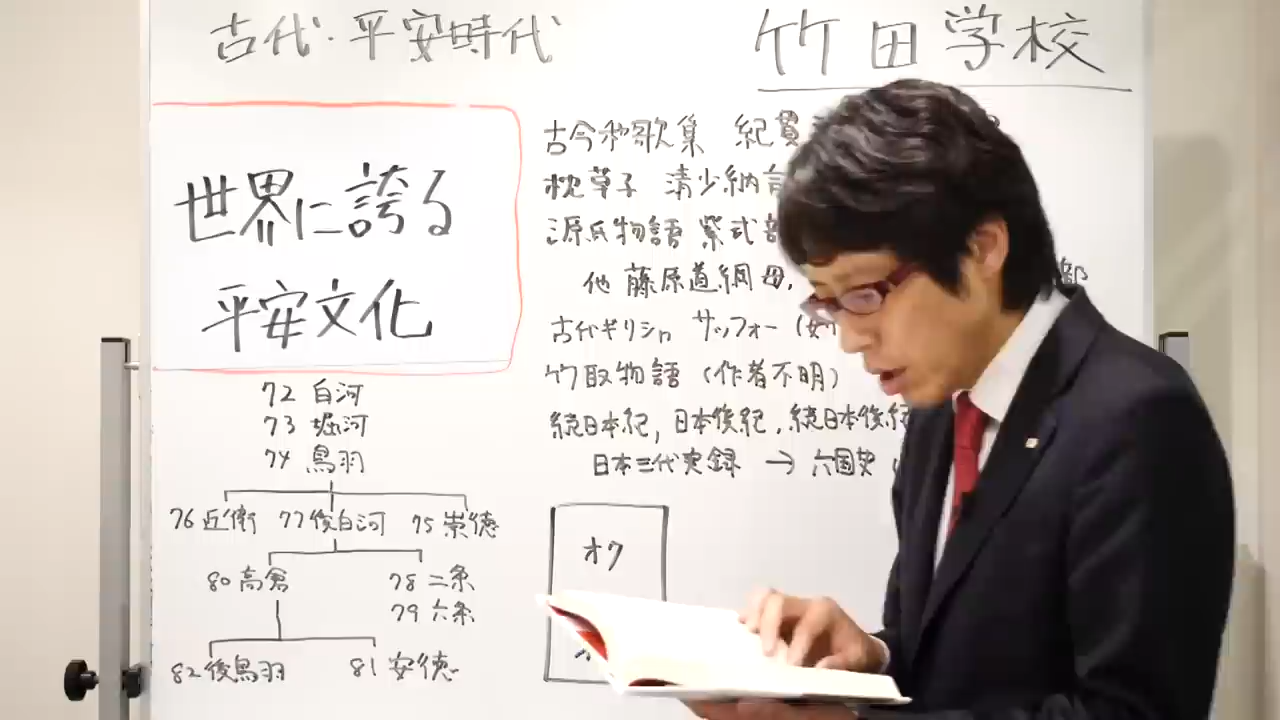 古代・平安時代
竹田学校
世界に誇る
平安文化
古今和歌集 紀貫
枕草子 清少納言
源氏物語 紫式部
他 藤原道綱母, 部
古代ギリシア サッフォー(女
竹取物語(作者不明)
続日本紀, 日本後紀, 続日本後紀
日本三代実録 → 六国史
72 白河
73 堀河
74 鳥羽
76 近衛 77 後白河 75 崇徳
80 高倉 78 二条
79 六条
82 後鳥羽 81 安徳
オク